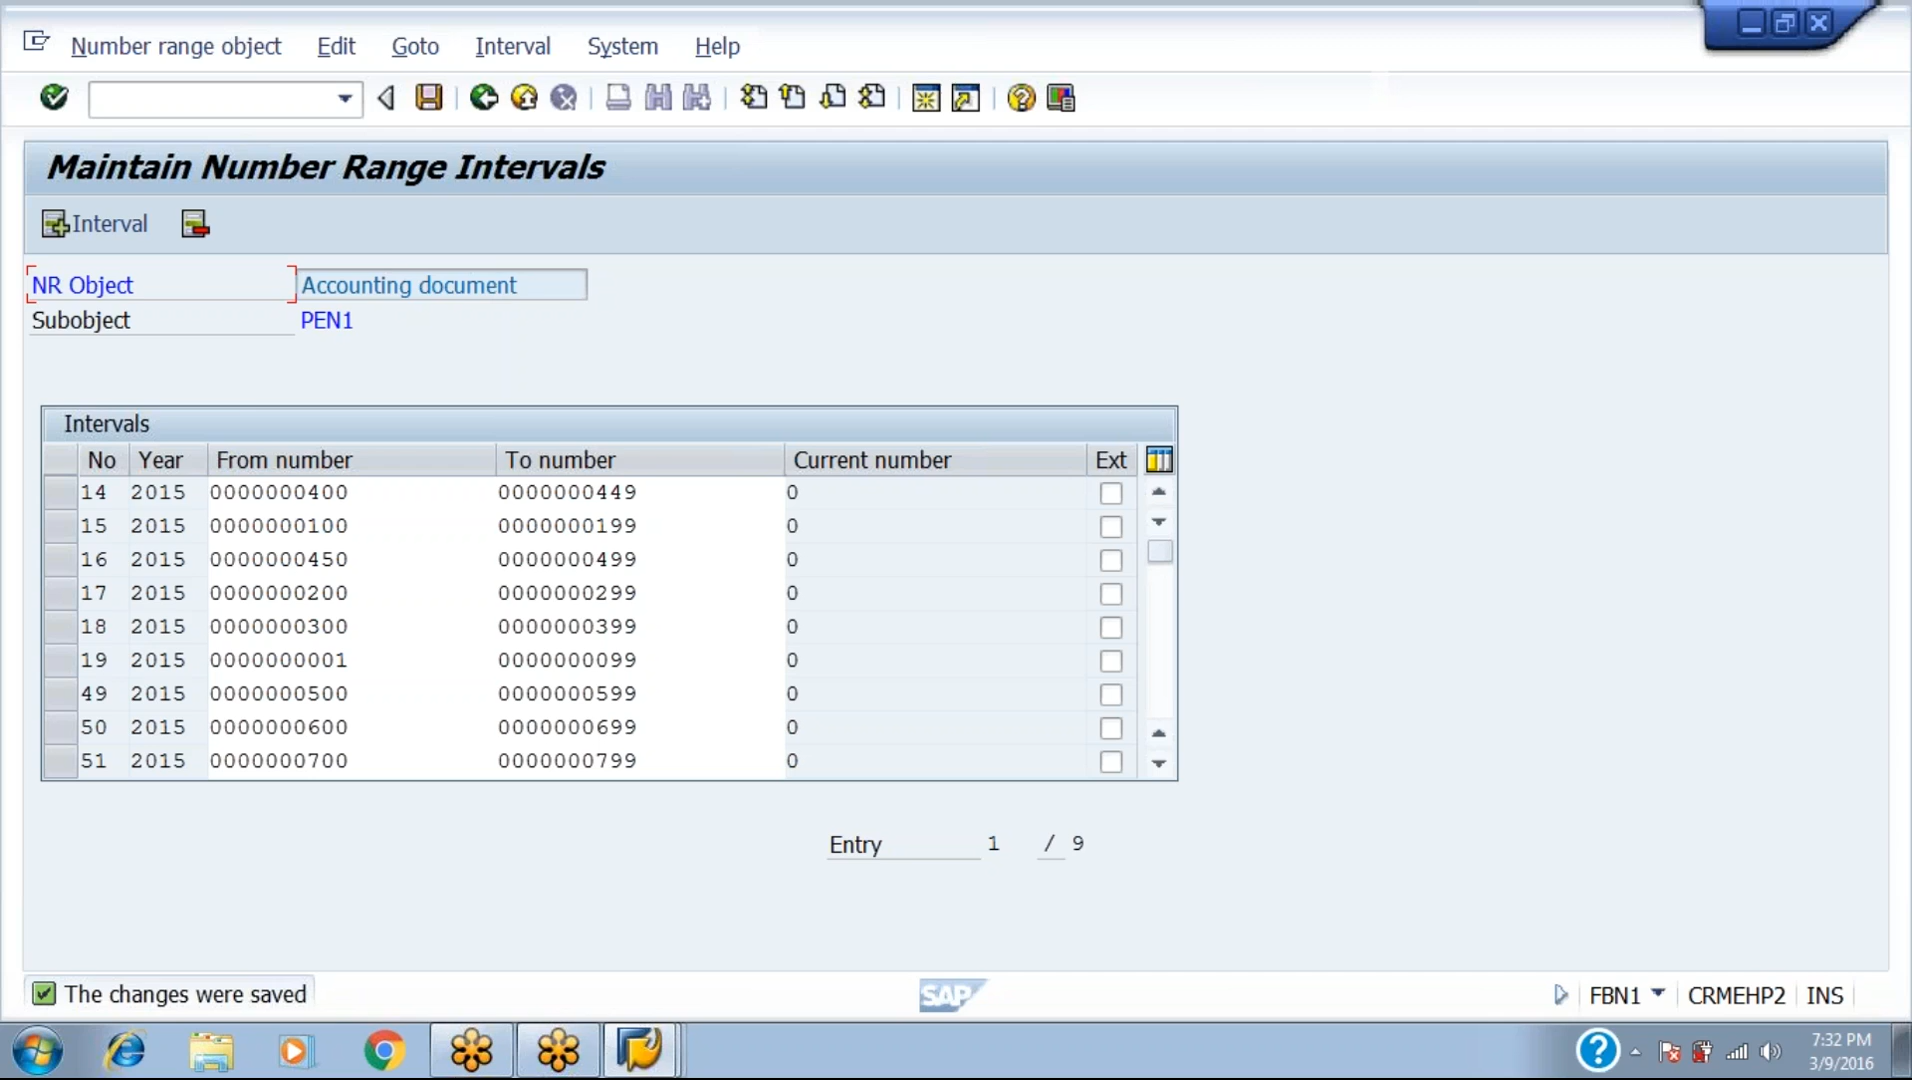 Number range object Edit Goto Interval System Help
Maintain Number Range Intervals
Interval
NR Object Accounting document
Subobject PEN1
Intervals
No Year From number To number Current number Ext
14 2015 0000000400 0000000449 0
15 2015 0000000100 0000000199 0
16 2015 0000000450 0000000499 0
17 2015 0000000200 0000000299 0
18 2015 0000000300 0000000399 0
19 2015 0000000001 0000000099 0
49 2015 0000000500 0000000599 0
50 2015 0000000600 0000000699 0
51 2015 0000000700 0000000799 0
Entry 1 / 9
The changes were saved SAP FBN1 CRMEHP2 INS
7:32 PM
3/9/2016